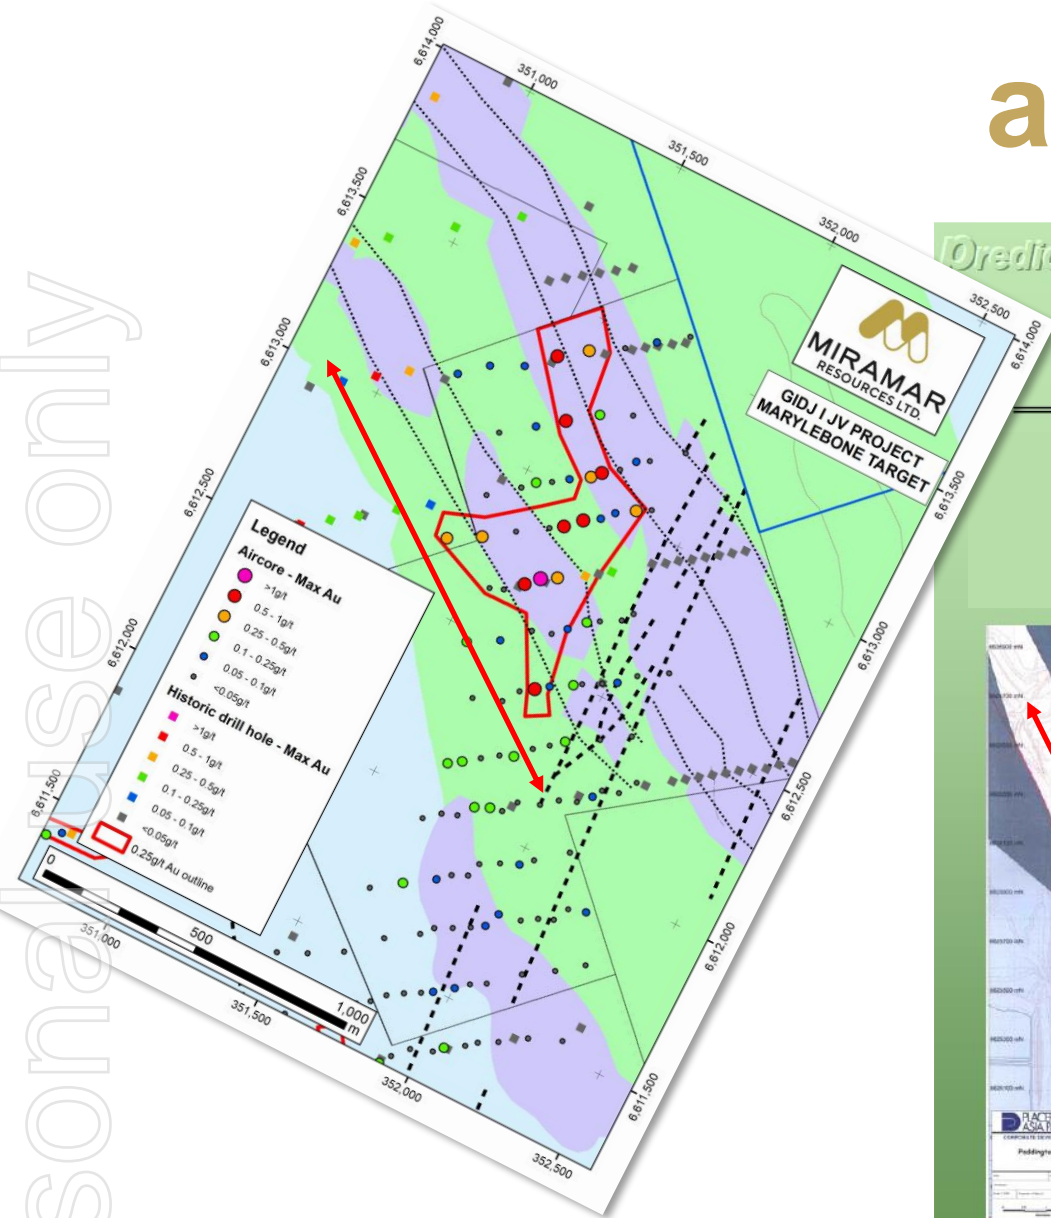 a
Predic
6,614,000
351,000
351,500
352,000
352,500
6,614,000
6,613,500
6,613,000
6,612,500
6,612,000
6,611,500
6,613,500
6,613,000
6,612,500
6,612,000
6,611,500
MIRAMAR
RESOURCES LTD.
GIDJ I JV PROJECT
MARYLEBONE TARGET
Legend
Aircore - Max Au
>1g/t
0.5 - 1g/t
0.25 - 0.5g/t
0.1 - 0.25g/t
0.05 - 0.1g/t
<0.05g/t
Historic drill hole - Max Au
>1g/t
0.5 - 1g/t
0.25 - 0.5g/t
0.1 - 0.25g/t
0.05 - 0.1g/t
<0.05g/t
0.25g/t Au outline
0
500
1,000
m
351,000
351,500
352,000
352,500
sonal use only
PLACE
ASIA P
CORPORATE DEV
Paddingto